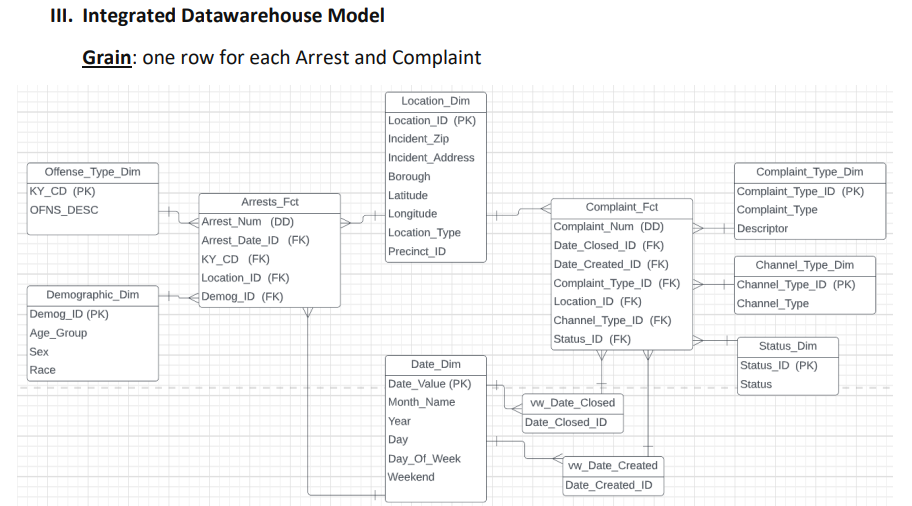 III. Integrated Datawarehouse Model
Grain: one row for each Arrest and Complaint
Location_Dim
Location_ID (PK)
Incident_Zip
Incident_Address
Borough
Latitude
Longitude
Location_Type
Precinct_ID
Offense_Type_Dim
KY_CD (PK)
OFNS_DESC
Arrests_Fct
Arrest_Num (DD)
Arrest_Date_ID (FK)
KY_CD (FK)
Location_ID (FK)
Demog_ID (FK)
Demographic_Dim
Demog_ID (PK)
Age_Group
Sex
Race
Complaint_Fct
Complaint_Num (DD)
Date_Closed_ID (FK)
Date_Created_ID (FK)
Complaint_Type_ID (FK)
Location_ID (FK)
Channel_Type_ID (FK)
Status_ID (FK)
Complaint_Type_Dim
Complaint_Type_ID (PK)
Complaint_Type
Descriptor
Channel_Type_Dim
Channel_Type_ID (PK)
Channel_Type
Status_Dim
Status_ID (PK)
Status
Date_Dim
Date_Value (PK)
Month_Name
Year
Day
Day_Of_Week
Weekend
vw_Date_Closed
Date_Closed_ID
vw_Date_Created
Date_Created_ID